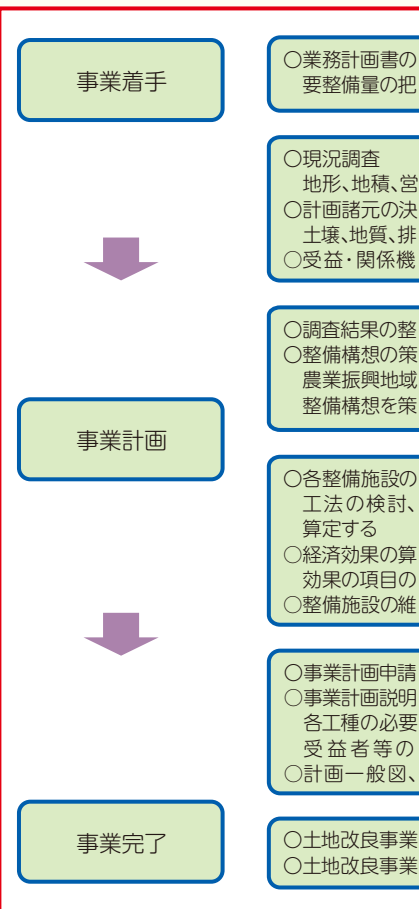 事業着手
○業務計画書の
要整備量の把
○現況調査
地形、地積、営
○計画諸元の決
土壌、地質、排
○受益・関係機
○調査結果の整
○整備構想の策
農業振興地域
整備構想を策
事業計画
○各整備施設の
工法の検討、
算定する
○経済効果の算
効果の項目の
○整備施設の維
○事業計画申請
○事業計画説明
各工種の必要
受益者等の
○計画一般図、
事業完了
○土地改良事業
○土地改良事業